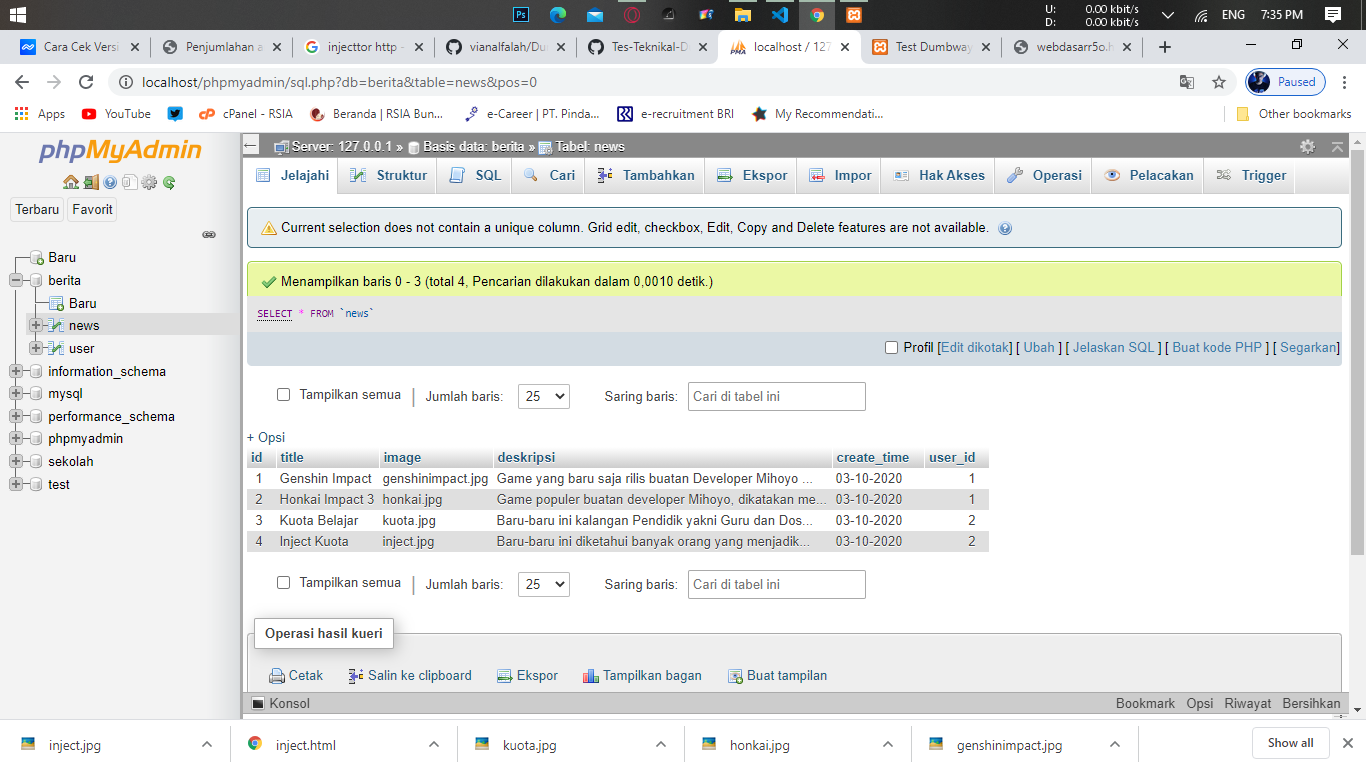 Ps U: 0.00 kbit/s D: 0.00 kbit/s ENG 7:35 PM
Cara Cek Versi Penjumlahan a injecttor http - vianalfalah/Du Tes-Teknikal-D localhost / 127 Test Dumbway webdasarr5o.h
localhost/phpmyadmin/sql.php?db=berita&table=news&pos=0 Paused
Apps YouTube cPanel - RSIA Beranda | RSIA Bun... e-Career | PT. Pinda... e-recruitment BRI My Recommendati... Other bookmarks
phpMyAdmin
Terbaru Favorit
Baru
berita
Baru
news
user
information_schema
mysql
performance_schema
phpmyadmin
sekolah
test
Server: 127.0.0.1 » Basis data: berita » Tabel: news
Jelajahi Struktur SQL Cari Tambahkan Ekspor Impor Hak Akses Operasi Pelacakan Trigger
Current selection does not contain a unique column. Grid edit, checkbox, Edit, Copy and Delete features are not available.
Menampilkan baris 0 - 3 (total 4, Pencarian dilakukan dalam 0,0010 detik.)
SELECT * FROM `news`
Profil [Edit dikotak] [ Ubah ] [ Jelaskan SQL ] [ Buat kode PHP ] [ Segarkan]
Tampilkan semua | Jumlah baris: 25 Saring baris: Cari di tabel ini
+ Opsi
id title image deskripsi create_time user_id
1 Genshin Impact genshinimpact.jpg Game yang baru saja rilis buatan Developer Mihoyo ... 03-10-2020 1
2 Honkai Impact 3 honkai.jpg Game populer buatan developer Mihoyo, dikatakan me... 03-10-2020 1
3 Kuota Belajar kuota.jpg Baru-baru ini kalangan Pendidik yakni Guru dan Dos... 03-10-2020 2
4 Inject Kuota inject.jpg Baru-baru ini diketahui banyak orang yang menjadik... 03-10-2020 2
Tampilkan semua | Jumlah baris: 25 Saring baris: Cari di tabel ini
Operasi hasil kueri
Cetak Salin ke clipboard Ekspor Tampilkan bagan Buat tampilan
Konsol Bookmark Opsi Riwayat Bersihkan
inject.jpg inject.html kuota.jpg honkai.jpg genshinimpact.jpg Show all